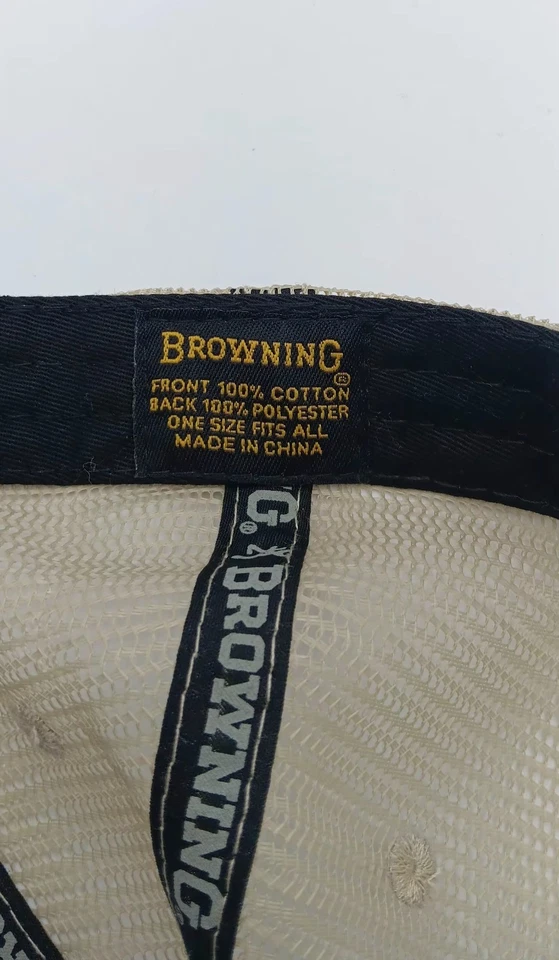 BROWNING ®
FRONT 100% COTTON
BACK 100% POLYESTER
ONE SIZE FITS ALL
MADE IN CHINA
G®
BROWNING